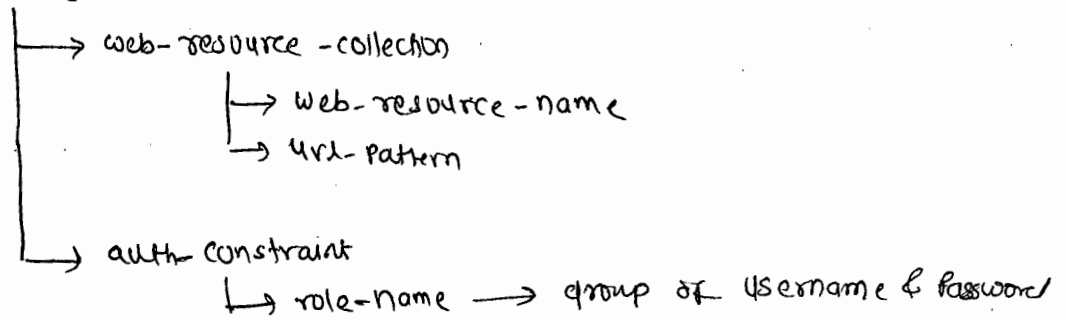 web-resource-collection
web-resource-name
url-pattern
auth-constraint
role-name → group of username & Password